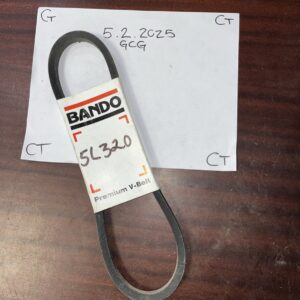 G
CT
5.2.2025
GCG
BANDO
5L320
Premium V-Belt
CT
CT